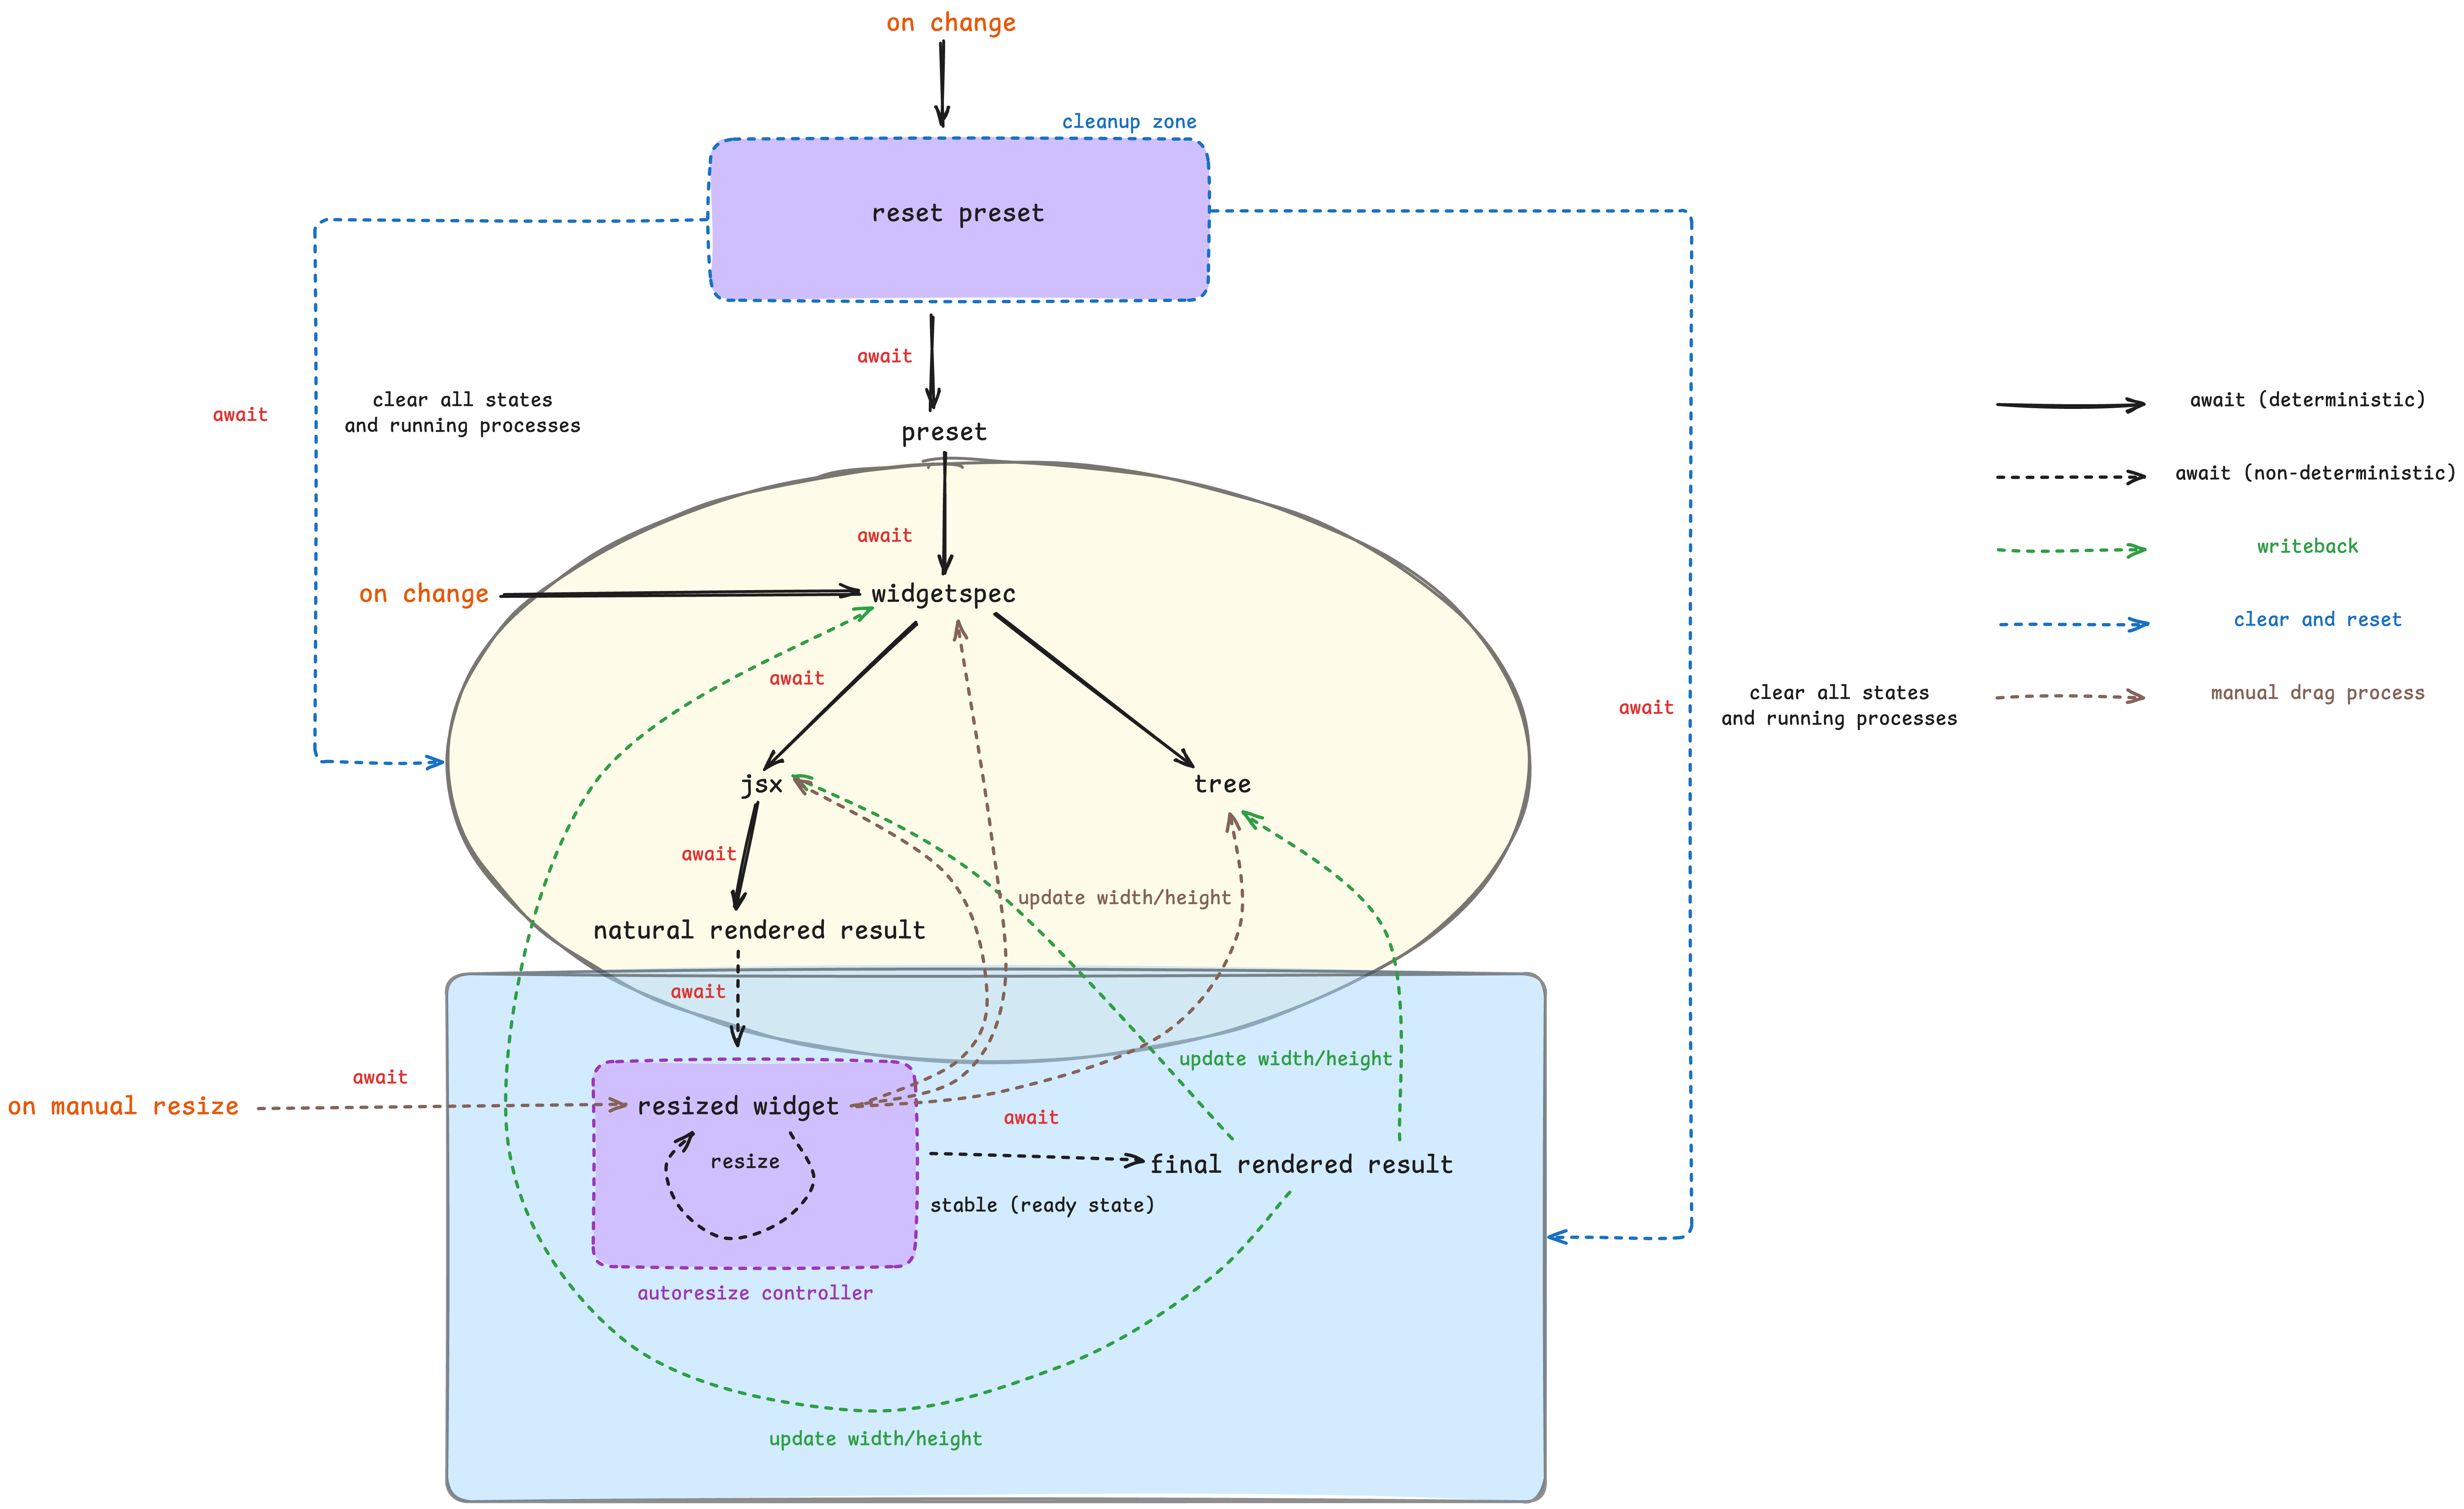 on change
cleanup zone
reset preset
await
preset
await
clear all states
and running processes
await
on change
widgetspec
await
jsx
tree
await
update width/height
natural rendered result
await
on manual resize
await
resized widget
resize
autoresize controller
await
stable (ready state)
final rendered result
update width/height
update width/height
await
clear all states
and running processes
await (deterministic)
await (non-deterministic)
writeback
clear and reset
manual drag process